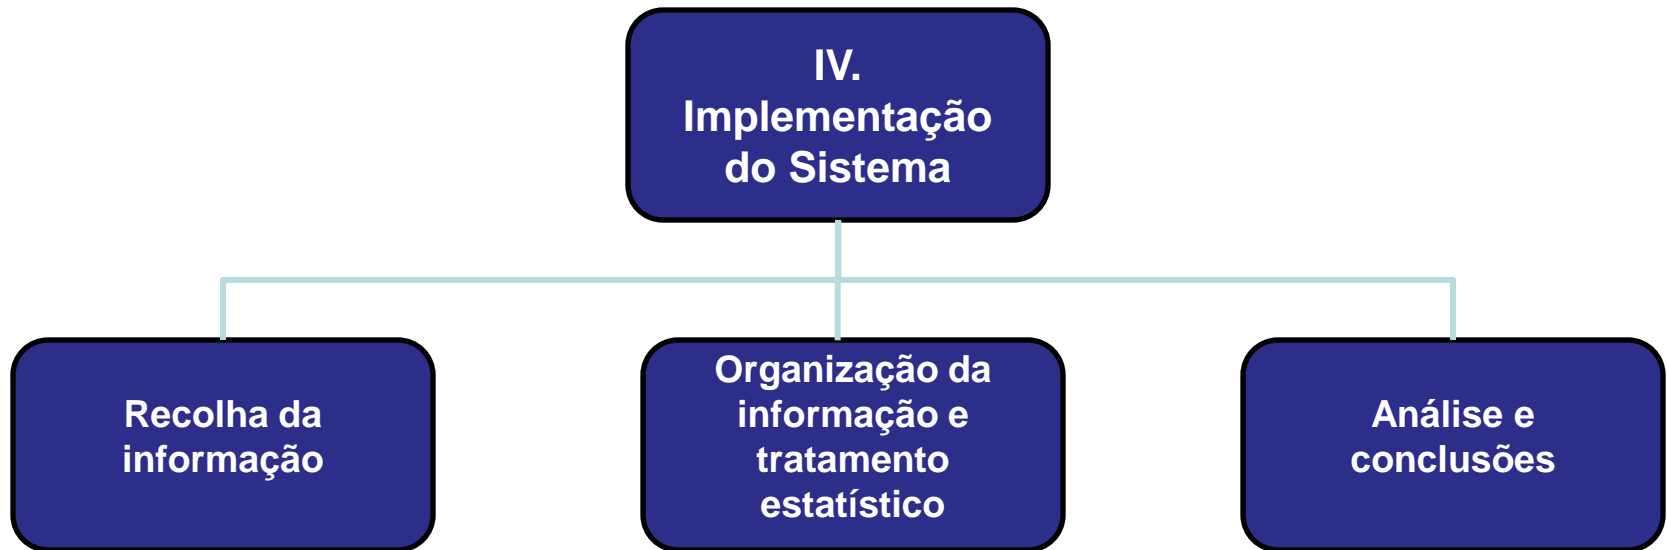 IV.
Implementação
do Sistema
Recolha da
informação
Organização da
informação e
tratamento
estatístico
Análise e
conclusões